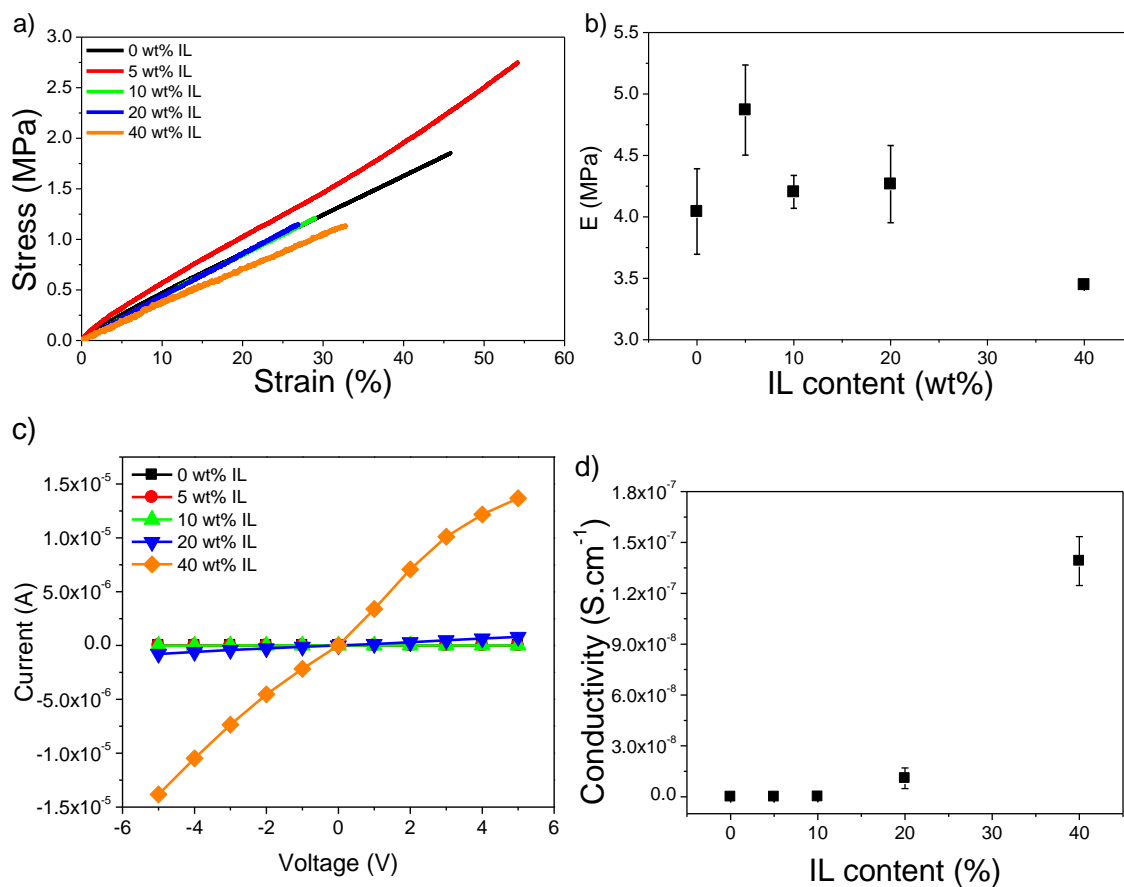 a)
3.0
2.5
2.0
1.5
1.0
0.5
0.0
Stress (MPa)
0 wt% IL
5 wt% IL
10 wt% IL
20 wt% IL
40 wt% IL
0 10 20 30 40 50 60
Strain (%)
b)
5.5
5.0
4.5
4.0
3.5
3.0
E (MPa)
0 10 20 30 40
IL content (wt%)
c)
1.5x10⁻⁵
1.0x10⁻⁵
5.0x10⁻⁶
0.0
-5.0x10⁻⁶
-1.0x10⁻⁵
-1.5x10⁻⁵
Current (A)
0 wt% IL
5 wt% IL
10 wt% IL
20 wt% IL
40 wt% IL
-6 -4 -2 0 2 4 6
Voltage (V)
d)
1.8x10⁻⁷
1.5x10⁻⁷
1.2x10⁻⁷
9.0x10⁻⁸
6.0x10⁻⁸
3.0x10⁻⁸
0.0
Conductivity (S.cm⁻¹)
0 10 20 30 40
IL content (%)